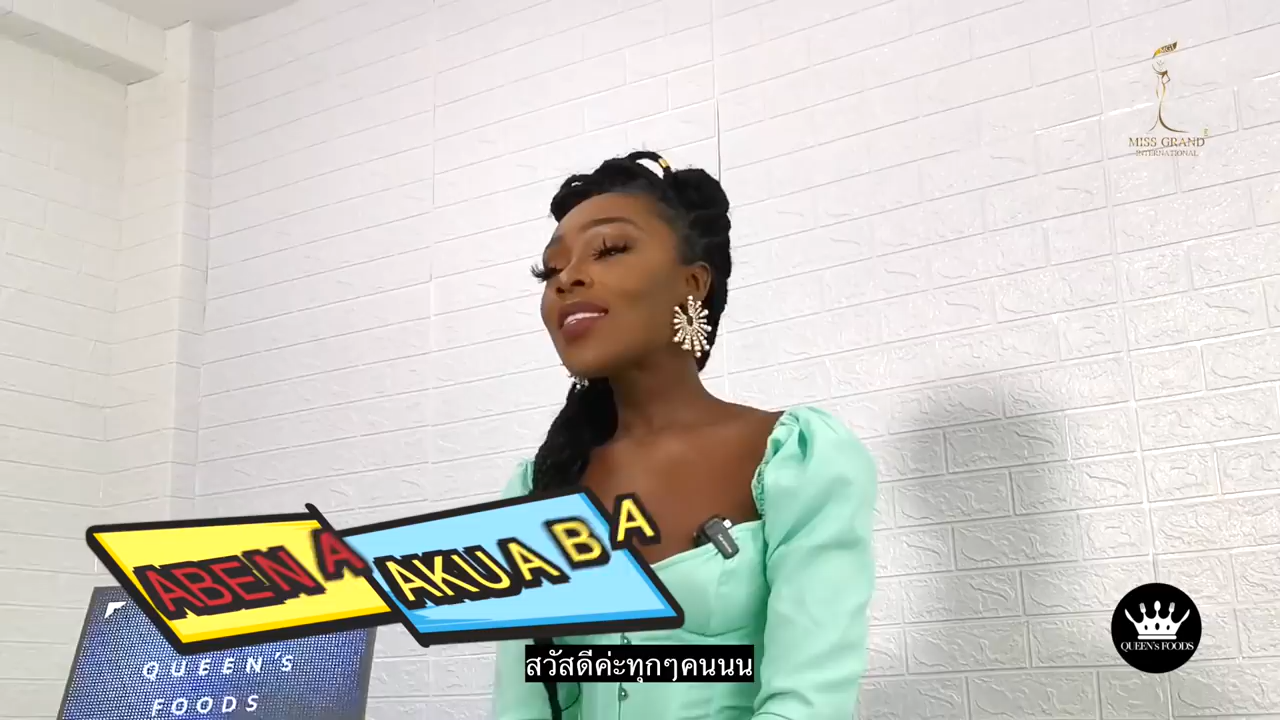 MISS GRAND
INTERNATIONAL
ABENA AKUABA
QUEEN'S
FOODS
QUEEN'S FOODS
สวัสดีค่ะทุกๆคนนน